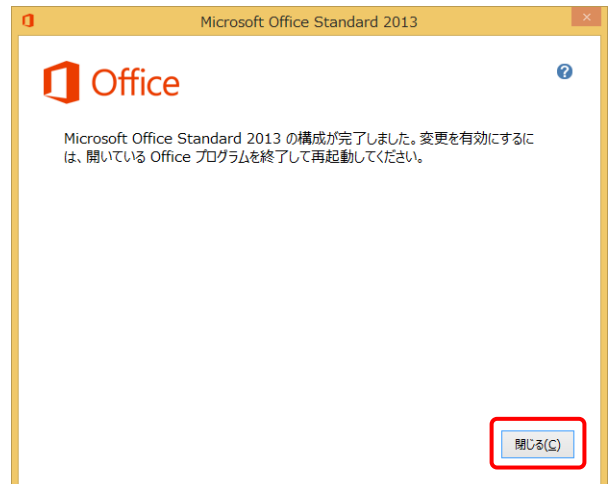 Microsoft Office Standard 2013
Office
Microsoft Office Standard 2013 の構成が完了しました。変更を有効にするに
は、開いている Office プログラムを終了して再起動してください。
閉じる(C)